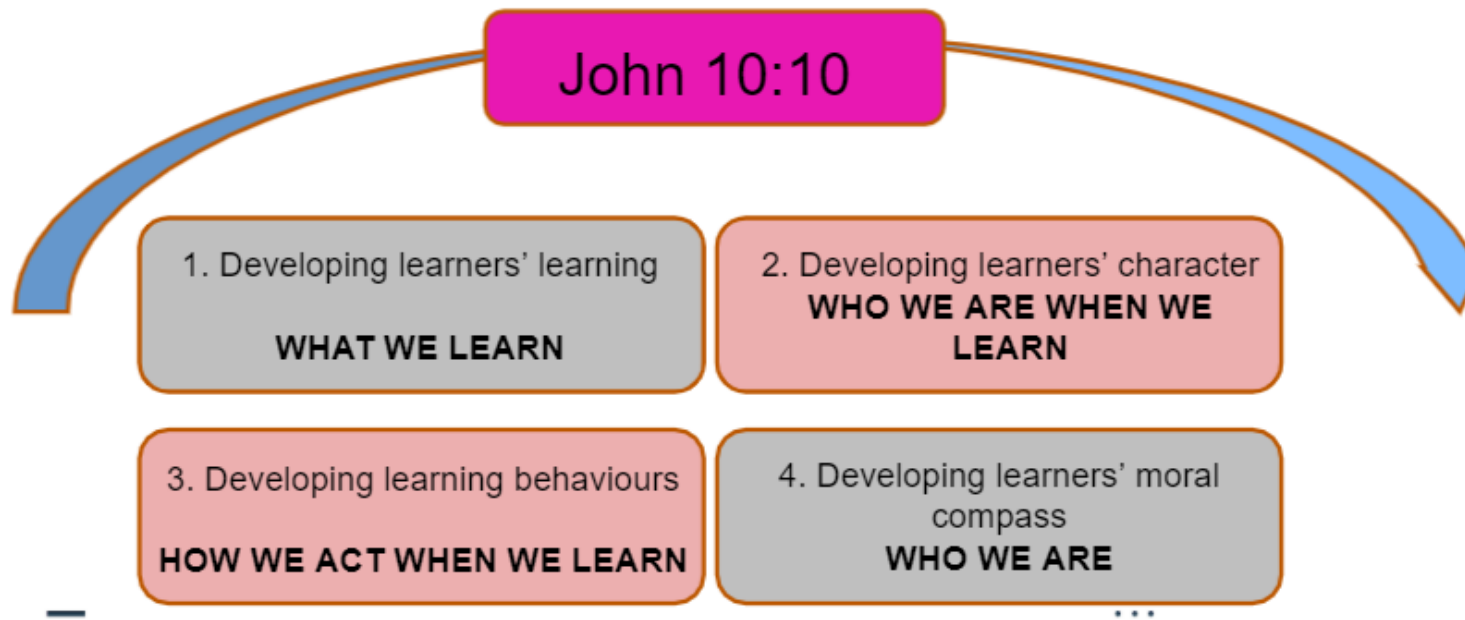 John 10:10
1. Developing learners’ learning
WHAT WE LEARN
2. Developing learners’ character
WHO WE ARE WHEN WE
LEARN
3. Developing learning behaviours
HOW WE ACT WHEN WE LEARN
4. Developing learners’ moral
compass
WHO WE ARE